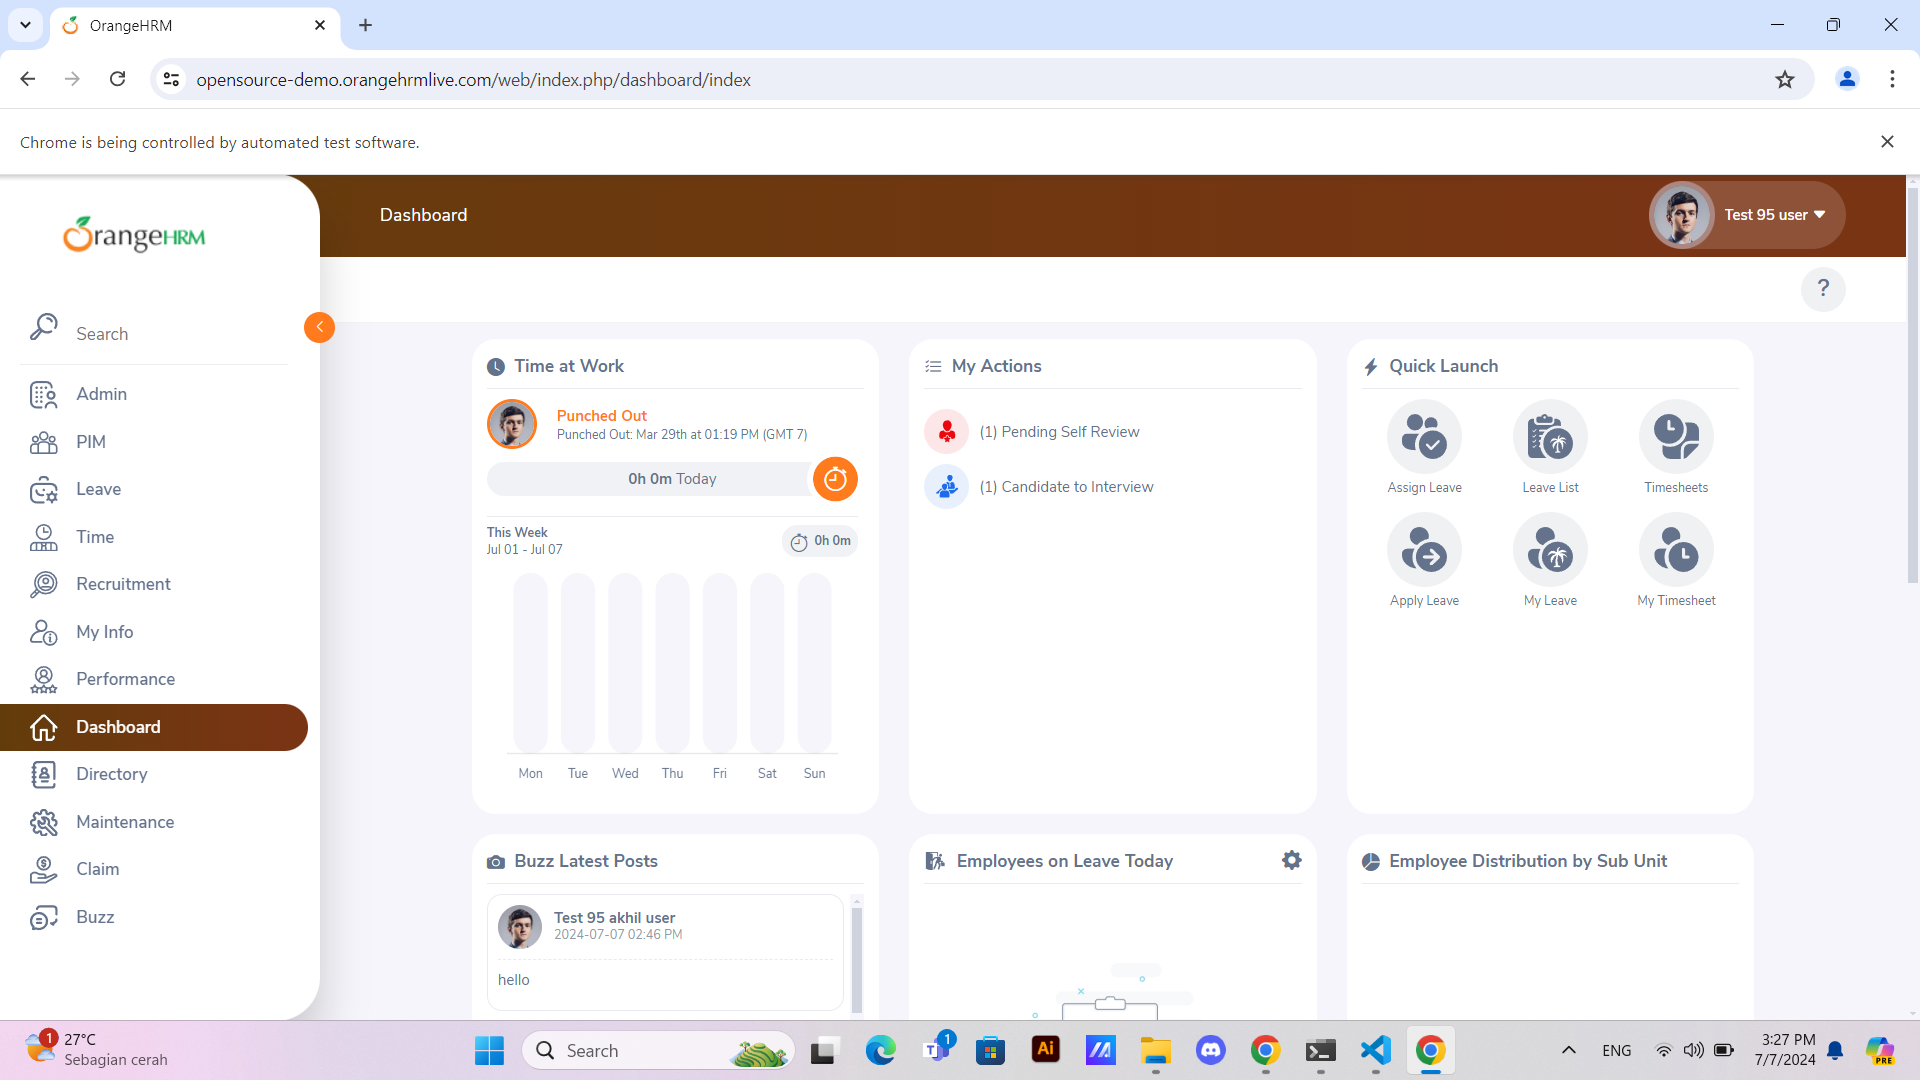 OrangeHRM
opensource-demo.orangehrmlive.com/web/index.php/dashboard/index
Chrome is being controlled by automated test software.
OrangeHRM
Dashboard
Test 95 user
?
Search
Admin
PIM
Leave
Time
Recruitment
My Info
Performance
Dashboard
Directory
Maintenance
Claim
Buzz
Time at Work
Punched Out
Punched Out: Mar 29th at 01:19 PM (GMT 7)
0h 0m Today
This Week
Jul 01 - Jul 07
0h 0m
Mon Tue Wed Thu Fri Sat Sun
My Actions
(1) Pending Self Review
(1) Candidate to Interview
Quick Launch
Assign Leave Leave List Timesheets
Apply Leave My Leave My Timesheet
Buzz Latest Posts
Test 95 akhil user
2024-07-07 02:46 PM
hello
Employees on Leave Today
Employee Distribution by Sub Unit
1
27°C
Sebagian cerah
Search
T
1
Ai
ENG
3:27 PM
7/7/2024
PRE